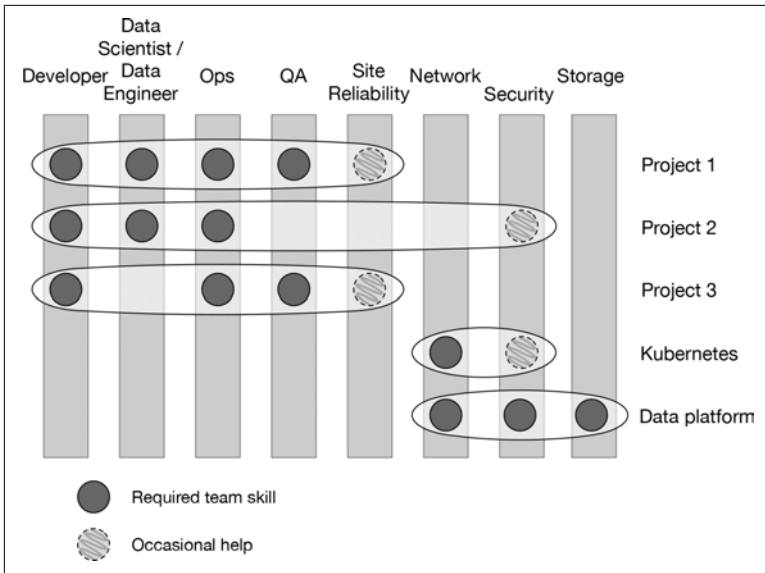 Data
Scientist /
Developer Data Ops QA Site Network Storage
Engineer Reliability Security
Project 1
Project 2
Project 3
Kubernetes
Data platform
Required team skill
Occasional help